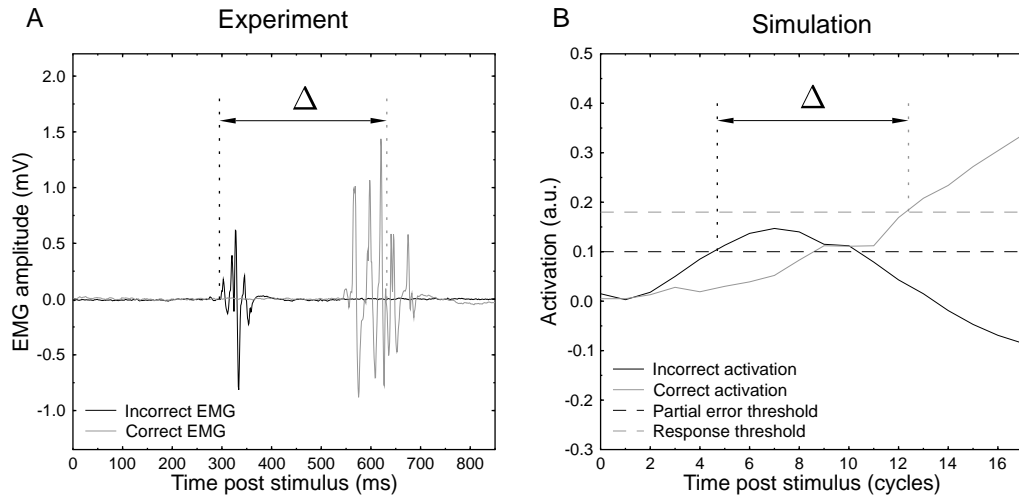 A
Experiment
2.0
1.5
1.0
0.5
0.0
-0.5
-1.0
EMG amplitude (mV)
Δ
Incorrect EMG
Correct EMG
0 100 200 300 400 500 600 700 800
Time post stimulus (ms)
B
Simulation
0.5
0.4
0.3
0.2
0.1
0.0
-0.1
-0.2
-0.3
Activation (a.u.)
Δ
Incorrect activation
Correct activation
Partial error threshold
Response threshold
0 2 4 6 8 10 12 14 16
Time post stimulus (cycles)